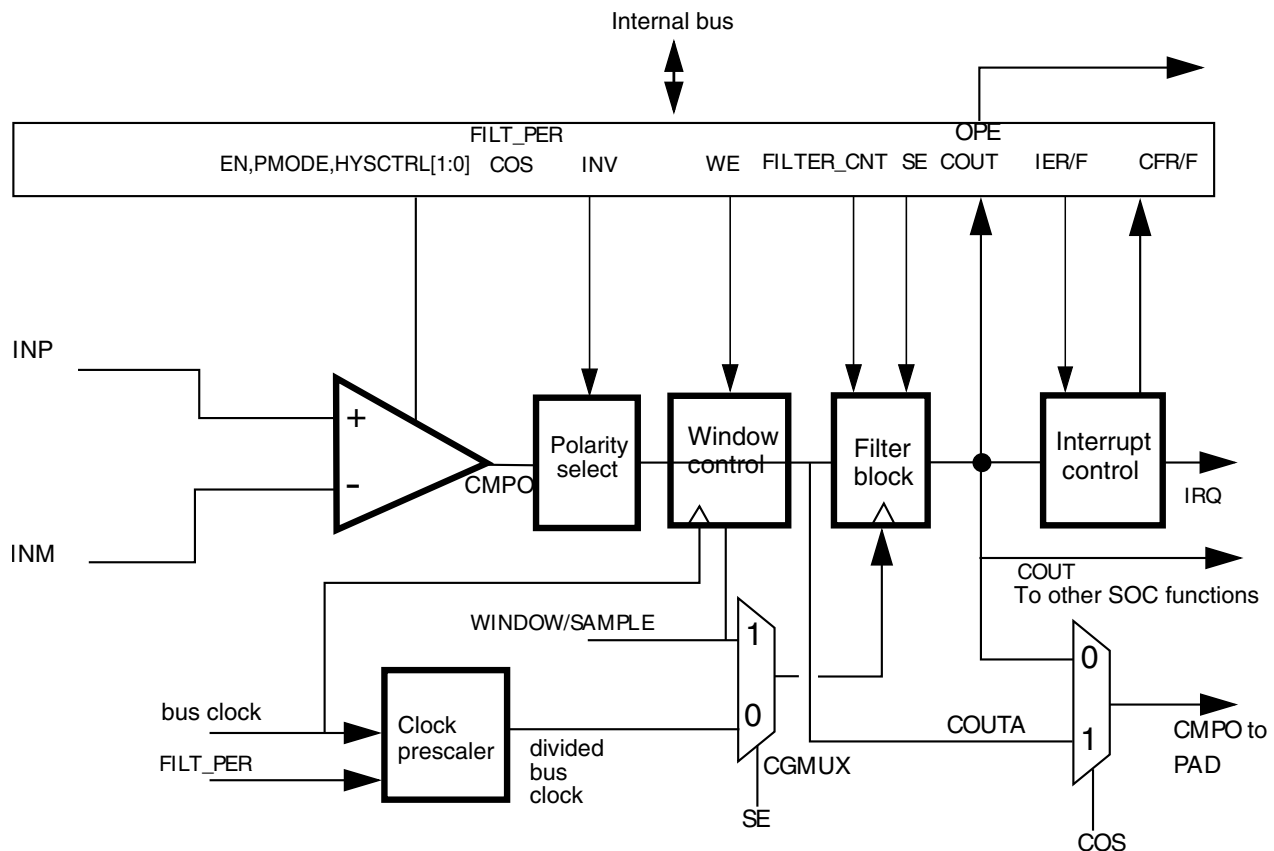 Internal bus
FILT_PER
OPE
EN,PMODE,HYSCTRL[1:0]
COS
INV
WE
FILTER_CNT
SE
COUT
IER/F
CFR/F
INP
+
-
INM
CMPO
Polarity
select
Window
control
Filter
block
Interrupt
control
IRQ
COUT
To other SOC functions
WINDOW/SAMPLE
1
0
CGMUX
SE
bus clock
FILT_PER
Clock
prescaler
divided
bus
clock
0
1
COUTA
CMPO to
PAD
COS